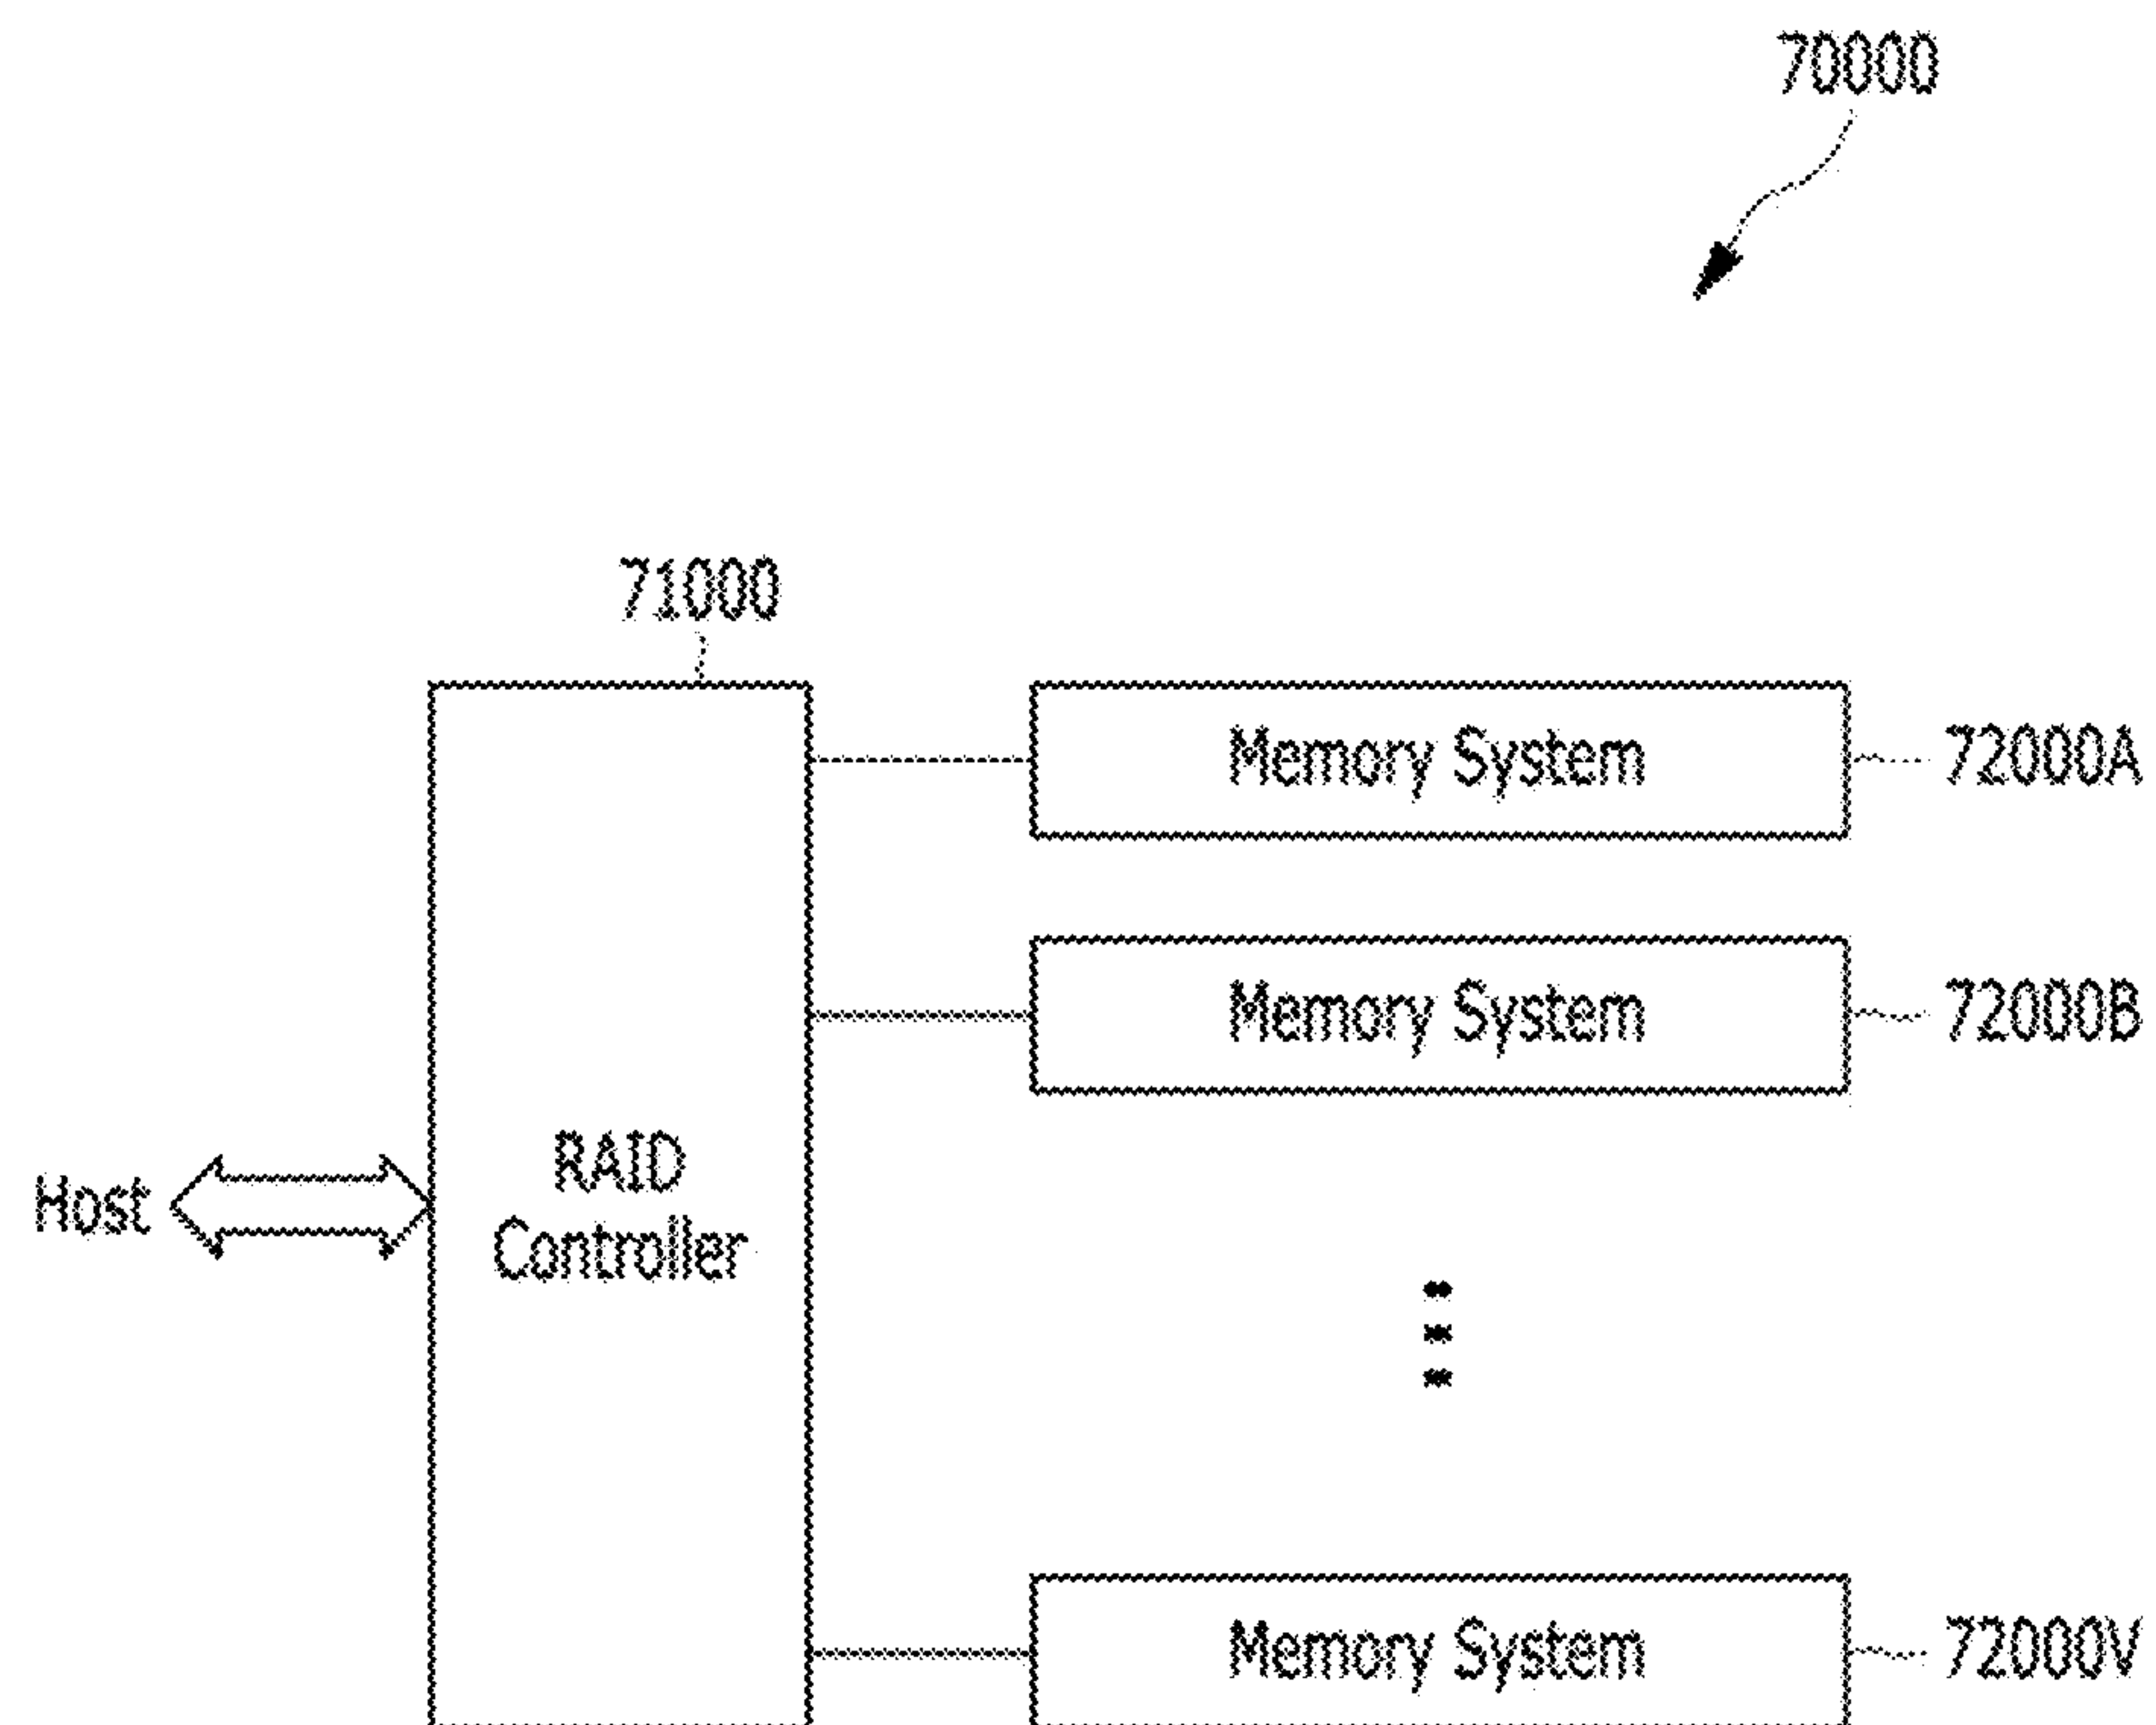 70000
71000
Memory System
72000A
Memory System
72000B
Host
RAID
Controller
Memory System
72000V